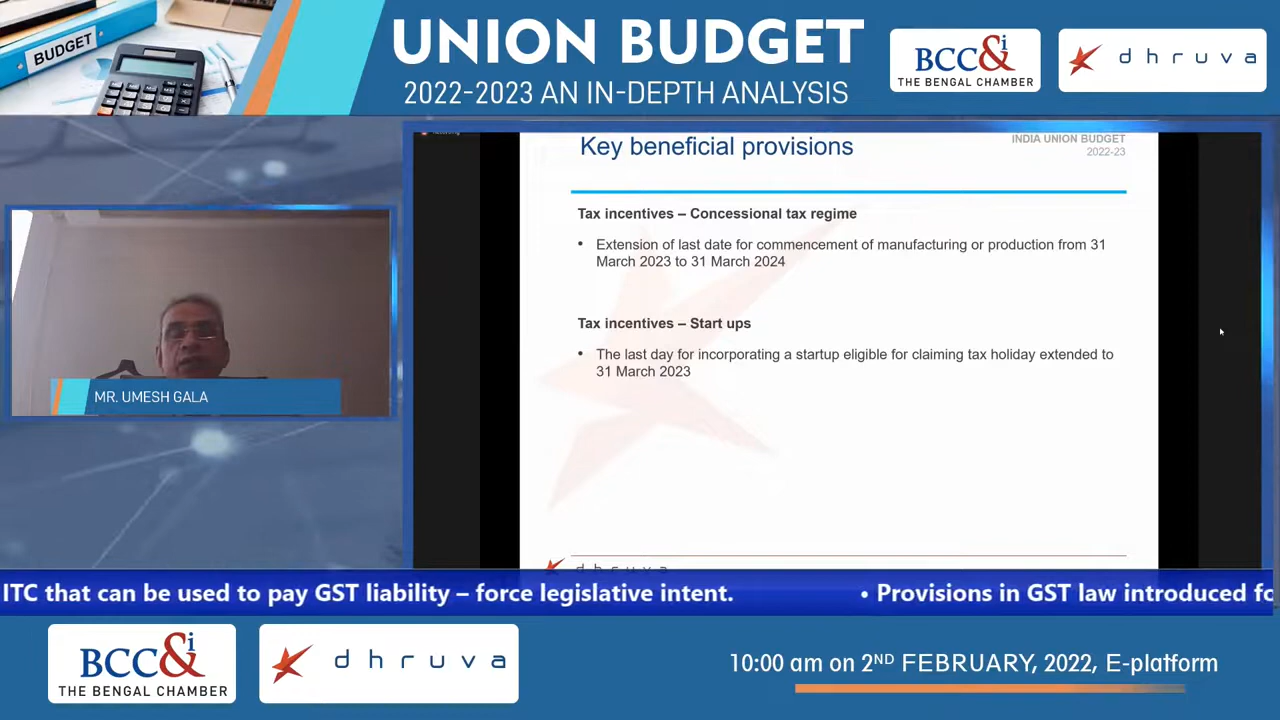 BUDGET
UNION BUDGET
2022-2023 AN IN-DEPTH ANALYSIS
BCC&i
THE BENGAL CHAMBER
dhruva
Key beneficial provisions
INDIA UNION BUDGET
2022-23
Tax incentives – Concessional tax regime
• Extension of last date for commencement of manufacturing or production from 31
March 2023 to 31 March 2024
Tax incentives – Start ups
• The last day for incorporating a startup eligible for claiming tax holiday extended to
31 March 2023
dhruva
MR. UMESH GALA
ITC that can be used to pay GST liability – force legislative intent. • Provisions in GST law introduced fo
BCC&i
THE BENGAL CHAMBER
dhruva
10:00 am on 2ND FEBRUARY, 2022, E-platform